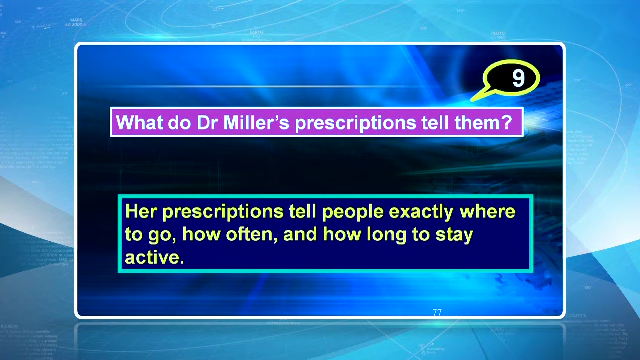 9
What do Dr Miller's prescriptions tell them?
Her prescriptions tell people exactly where
to go, how often, and how long to stay
active.
77